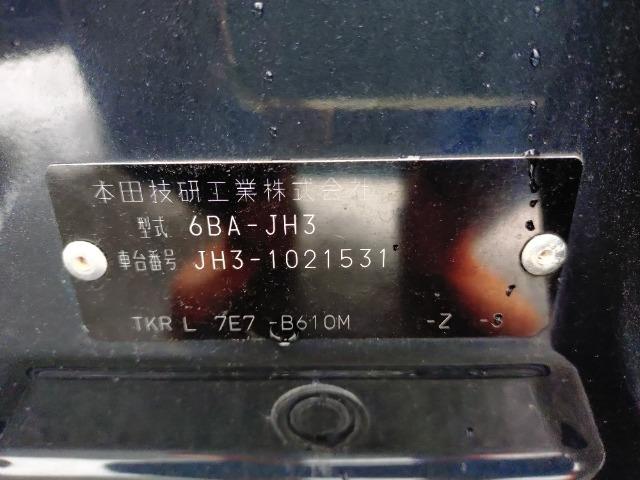 本田技研工業株式会社
型式 6BA-JH3
車台番号 JH3-1021531
TKR L 7E7 -B610M -Z -S